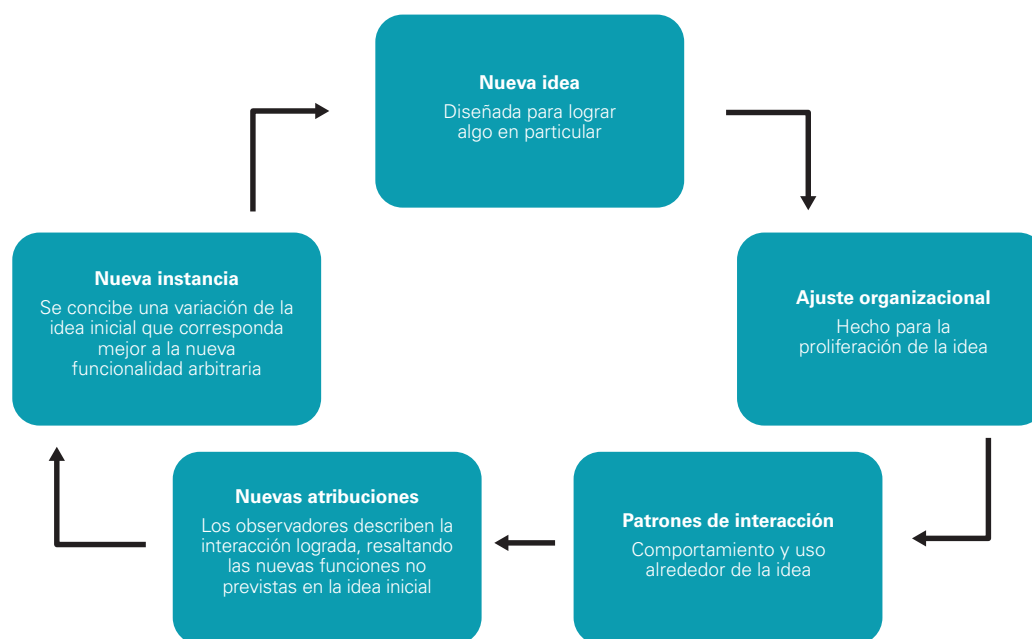 Nueva idea
Diseñada para lograr
algo en particular
Ajuste organizacional
Hecho para la
proliferación de la idea
Patrones de interacción
Comportamiento y uso
alrededor de la idea
Nuevas atribuciones
Los observadores describen la
interacción lograda, resaltando
las nuevas funciones no
previstas en la idea inicial
Nueva instancia
Se concibe una variación de la
idea inicial que corresponda
mejor a la nueva
funcionalidad arbitraria